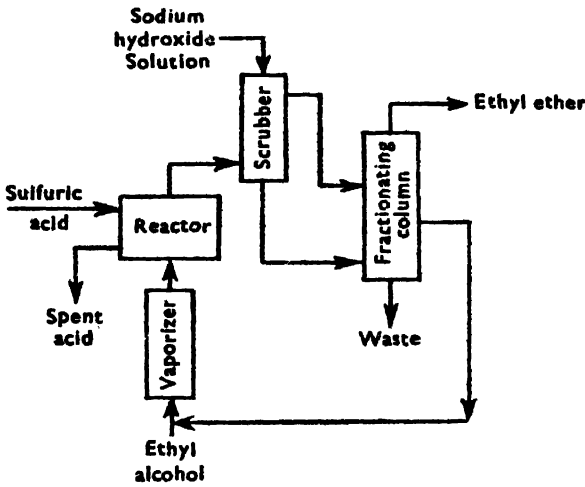 Sodium
hydroxide
Solution
Scrubber
Ethyl ether
Fractionating
column
Sulfuric
acid
Reactor
Spent
acid
Vaporizer
Waste
Ethyl
alcohol